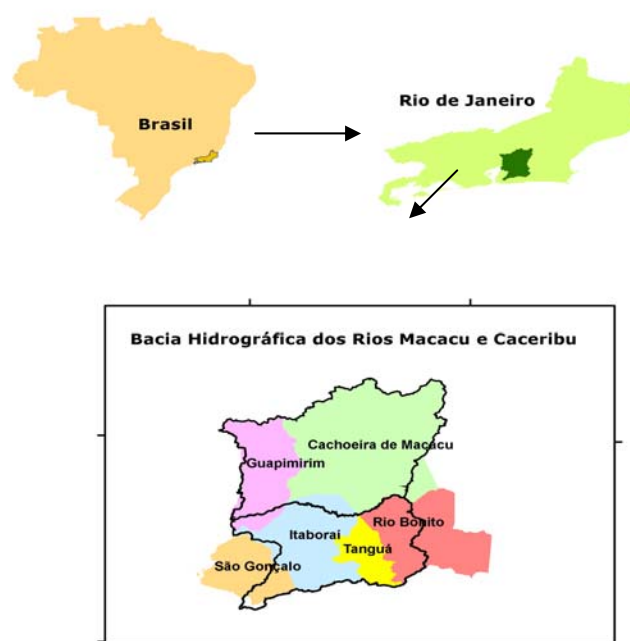 Brasil
Rio de Janeiro
Bacia Hidrográfica dos Rios Macacu e Caceribu
Cachoeira de Macacu
Guapimirim
Rio Bonito
Itaborai
Tanguá
São Gonçalo